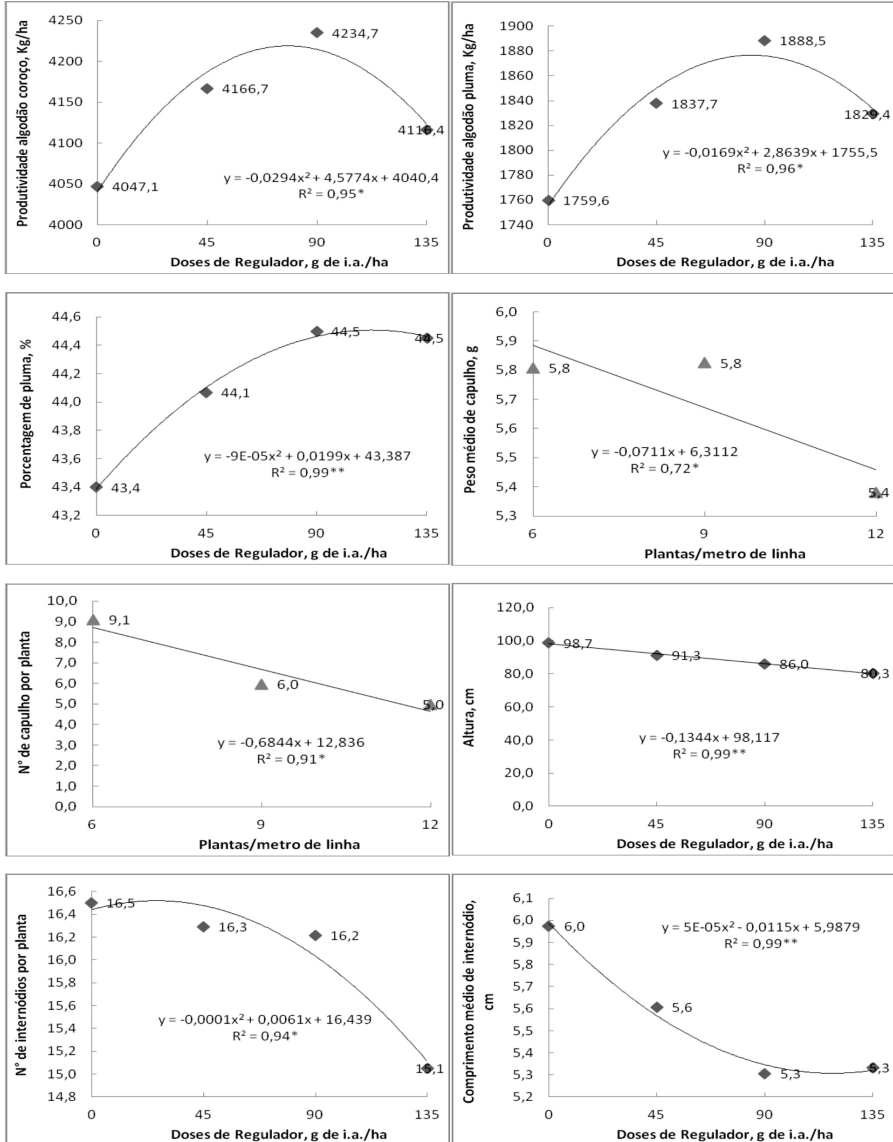 Produtividade algodão coroço, Kg/ha
4250
4200
4150
4100
4050
4000
4047,1
4166,7
4234,7
4116,4
y = -0,0294x² + 4,5774x + 4040,4
R² = 0,95*
0 45 90 135
Doses de Regulador, g de i.a./ha
Produtividade algodão pluma, Kg/ha
1900
1880
1860
1840
1820
1800
1780
1760
1740
1759,6
1837,7
1888,5
1829,4
y = -0,0169x² + 2,8639x + 1755,5
R² = 0,96*
0 45 90 135
Doses de Regulador, g de i.a./ha
Porcentagem de pluma, %
44,6
44,4
44,2
44,0
43,8
43,6
43,4
43,2
43,4
44,1
44,5
44,5
y = -9E-05x² + 0,0199x + 43,387
R² = 0,99**
0 45 90 135
Doses de Regulador, g de i.a./ha
Peso médio de capulho, g
6,0
5,9
5,8
5,7
5,6
5,5
5,4
5,3
5,8
5,8
5,4
y = -0,0711x + 6,3112
R² = 0,72*
6 9 12
Plantas/metro de linha
N° de capulho por planta
10,0
9,0
8,0
7,0
6,0
5,0
4,0
3,0
2,0
1,0
0,0
9,1
6,0
5,0
y = -0,6844x + 12,836
R² = 0,91*
6 9 12
Plantas/metro de linha
Altura, cm
120,0
100,0
80,0
60,0
40,0
20,0
0,0
98,7
91,3
86,0
80,3
y = -0,1344x + 98,117
R² = 0,99**
0 45 90 135
Doses de Regulador, g de i.a./ha
N° de internódios por planta
16,6
16,4
16,2
16,0
15,8
15,6
15,4
15,2
15,0
14,8
16,5
16,3
16,2
15,1
y = -0,0001x² + 0,0061x + 16,439
R² = 0,94*
0 45 90 135
Doses de Regulador, g de i.a./ha
Comprimento médio de internódio,
cm
6,1
6,0
5,9
5,8
5,7
5,6
5,5
5,4
5,3
5,2
6,0
5,6
5,3
5,3
y = 5E-05x² - 0,0115x + 5,9879
R² = 0,99**
0 45 90 135
Doses de Regulador, g de i.a./ha